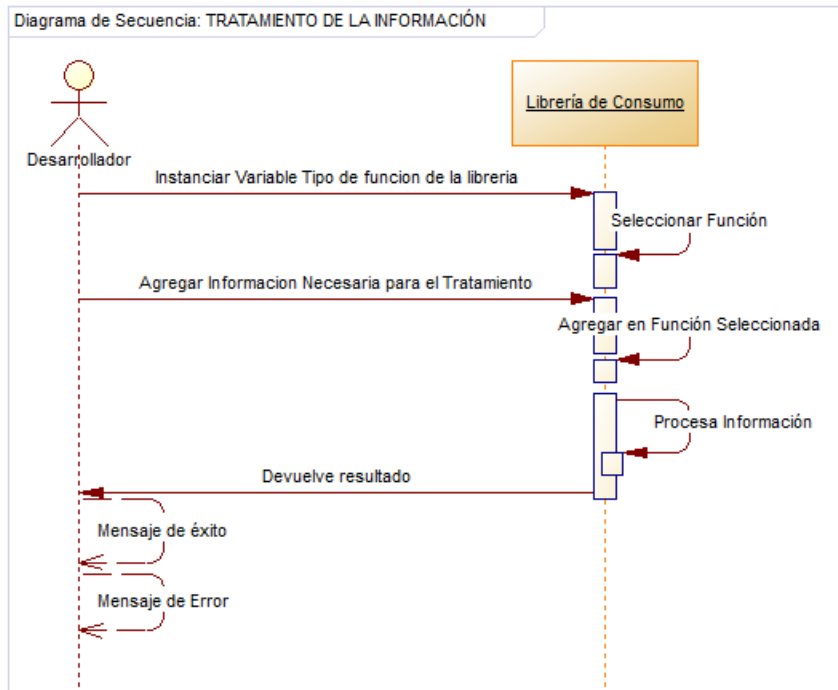 Diagrama de Secuencia: TRATAMIENTO DE LA INFORMACIÓN
Librería de Consumo
Desarrollador
Instanciar Variable Tipo de funcion de la libreria
Seleccionar Función
Agregar Informacion Necesaria para el Tratamiento
Agregar en Función Seleccionada
Procesa Información
Devuelve resultado
Mensaje de éxito
Mensaje de Error